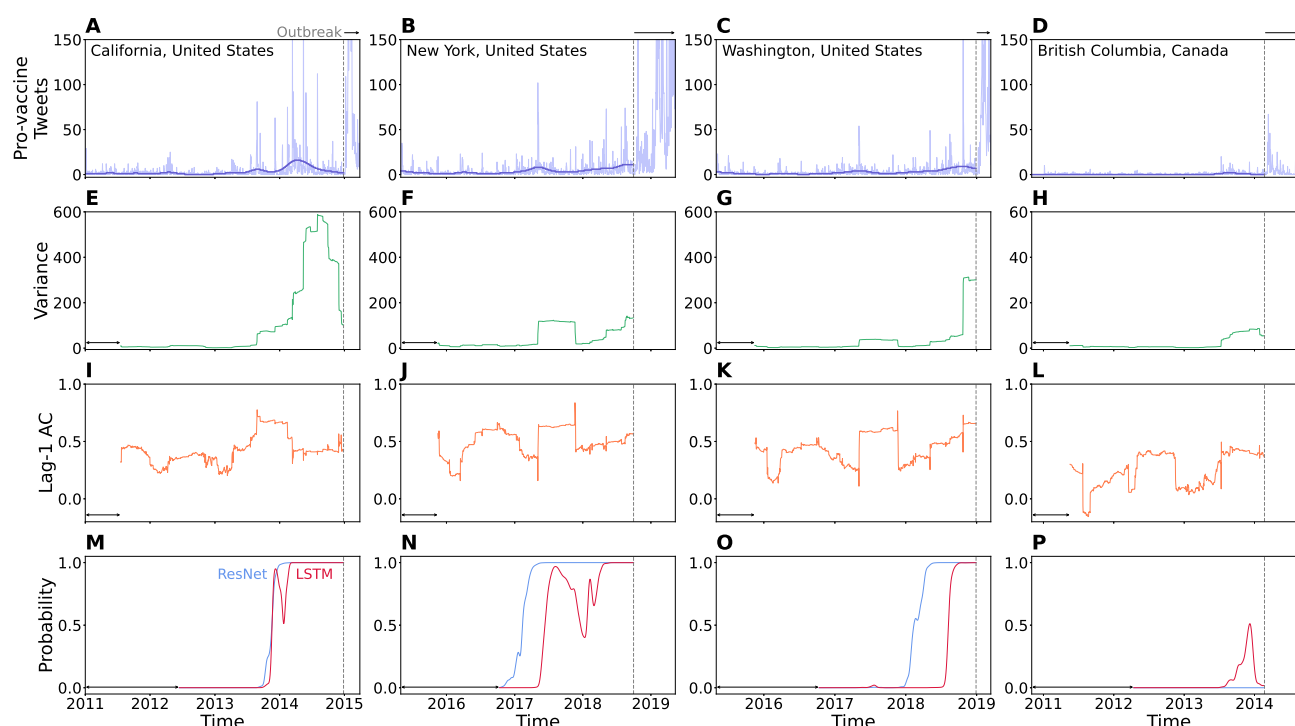 A B C D
Outbreak
California, United States New York, United States Washington, United States British Columbia, Canada
Pro-vaccine
Tweets
150 150 150 150
100 100 100 100
50 50 50 50
0 0 0 0
E F G H
Variance
600 600 600 60
400 400 400 40
200 200 200 20
0 0 0 0
I J K L
Lag-1 AC
1.0 1.0 1.0 1.0
0.5 0.5 0.5 0.5
0.0 0.0 0.0 0.0
M N O P
Probability
1.0 1.0 1.0 1.0
ResNet LSTM
0.5 0.5 0.5 0.5
0.0 0.0 0.0 0.0
2011 2012 2013 2014 2015 2016 2017 2018 2019 2016 2017 2018 2019 2011 2012 2013 2014
Time Time Time Time